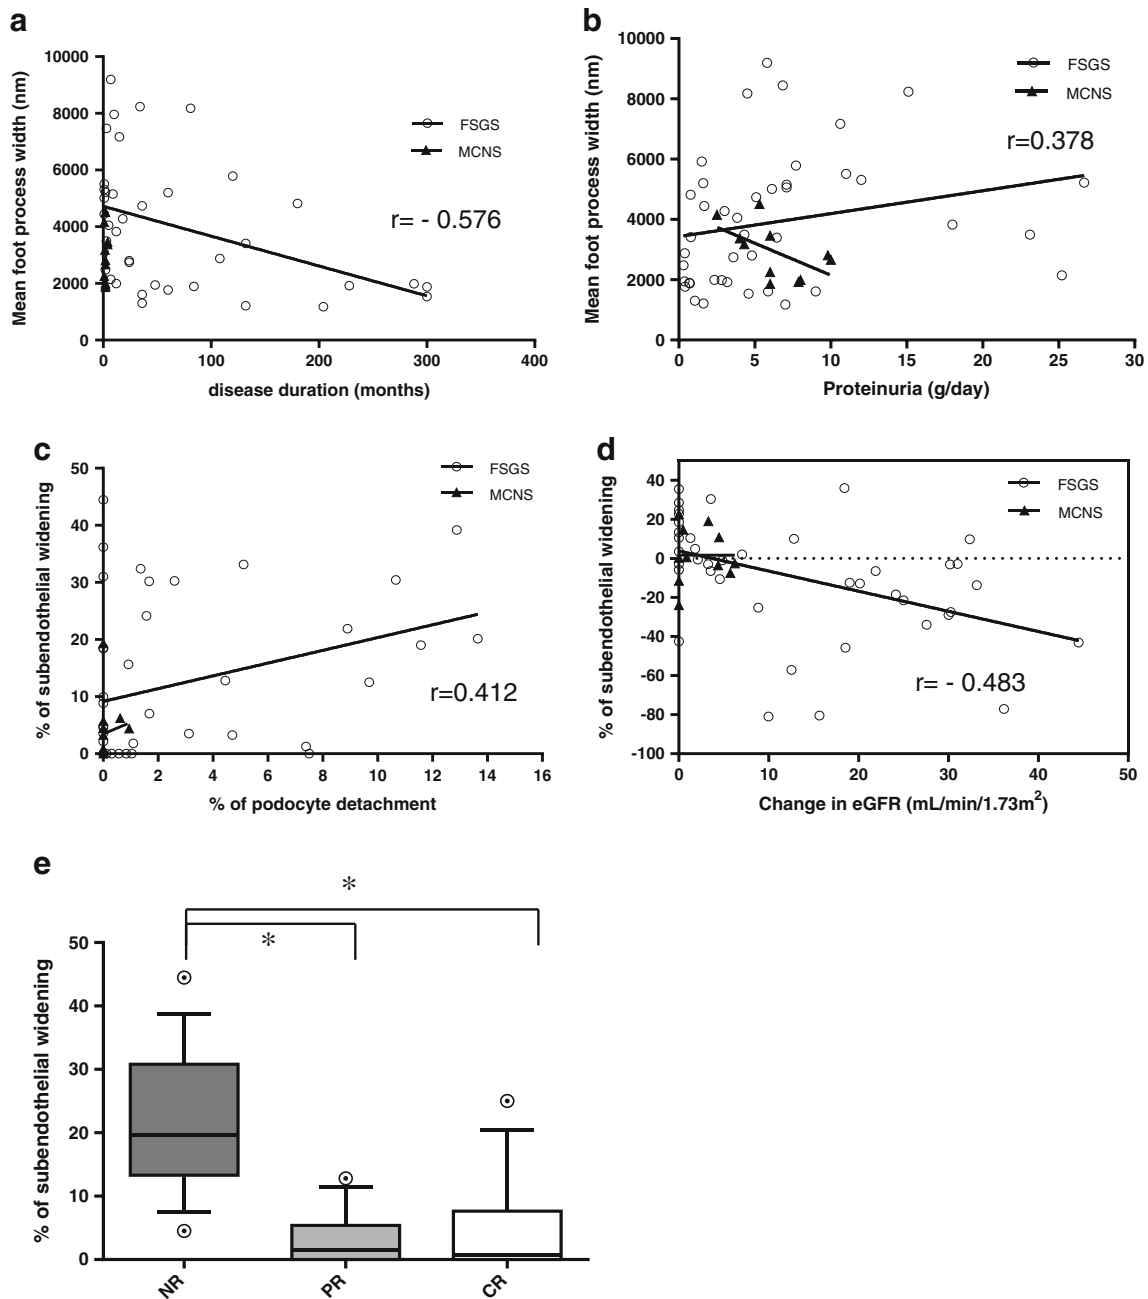 a
Mean foot process width (nm)
10000
8000
6000
4000
2000
0
0 100 200 300 400
disease duration (months)
FSGS
MCNS
r= - 0.576
b
Mean foot process width (nm)
10000
8000
6000
4000
2000
0
0 5 10 15 20 25 30
Proteinuria (g/day)
FSGS
MCNS
r=0.378
c
% of subendothelial widening
50
40
30
20
10
0
0 2 4 6 8 10 12 14 16
% of podocyte detachment
FSGS
MCNS
r=0.412
d
% of subendothelial widening
40
20
0
-20
-40
-60
-80
-100
0 10 20 30 40 50
Change in eGFR (mL/min/1.73m²)
FSGS
MCNS
r= - 0.483
e
% of subendothelial widening
50
40
30
20
10
0
*
*
NR PR CR